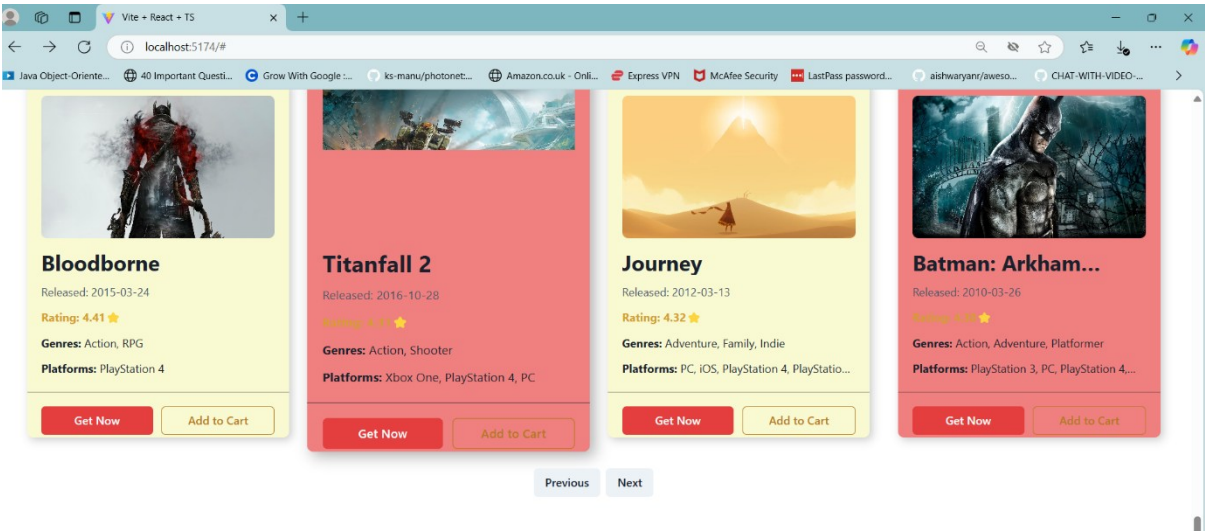 Vite + React + TS
localhost:5174/#
Java Object-Oriente...
40 Important Questi...
Grow With Google :...
ks-manu/photonet:...
Amazon.co.uk - Onli...
Express VPN
McAfee Security
LastPass password...
aishwaryanr/aweso...
CHAT-WITH-VIDEO-...
Bloodborne
Released: 2015-03-24
Rating: 4.41
Genres: Action, RPG
Platforms: PlayStation 4
Get Now
Add to Cart
Titanfall 2
Released: 2016-10-28
Genres: Action, Shooter
Platforms: Xbox One, PlayStation 4, PC
Get Now
Add to Cart
Journey
Released: 2012-03-13
Rating: 4.32
Genres: Adventure, Family, Indie
Platforms: PC, iOS, PlayStation 4, PlayStatio...
Get Now
Add to Cart
Batman: Arkham...
Released: 2010-03-26
Genres: Action, Adventure, Platformer
Platforms: PlayStation 3, PC, PlayStation 4,...
Get Now
Add to Cart
Previous
Next